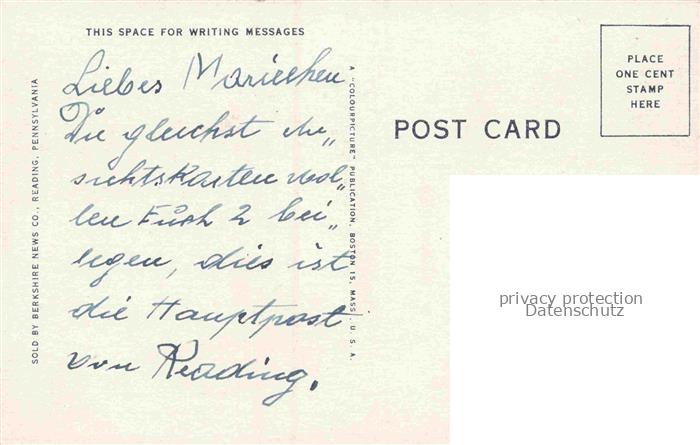 THIS SPACE FOR WRITING MESSAGES
Liebes Mariechen
Die gleichst An„
sichtskarten wol„
len Euch 2 bei„
legen, dies ist
die Hauptpost
von Reading.
SOLD BY BERKSHIRE NEWS CO., READING, PENNSYLVANIA
A "COLOURPICTURE" PUBLICATION, BOSTON 15, MASS., U. S. A.
POST CARD
PLACE
ONE CENT
STAMP
HERE
privacy protection
Datenschutz